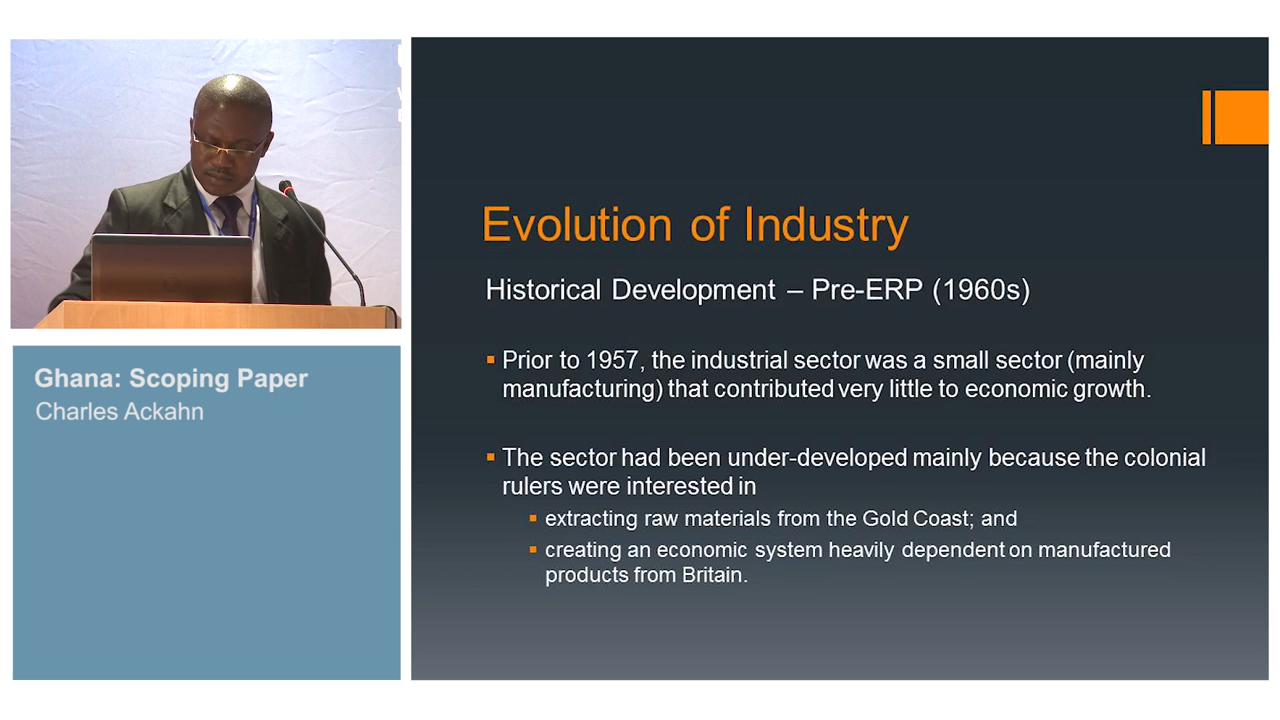 Ghana: Scoping Paper
Charles Ackahn
Evolution of Industry
Historical Development – Pre-ERP (1960s)
▪ Prior to 1957, the industrial sector was a small sector (mainly
manufacturing) that contributed very little to economic growth.
▪ The sector had been under-developed mainly because the colonial
rulers were interested in
▪ extracting raw materials from the Gold Coast; and
▪ creating an economic system heavily dependent on manufactured
products from Britain.